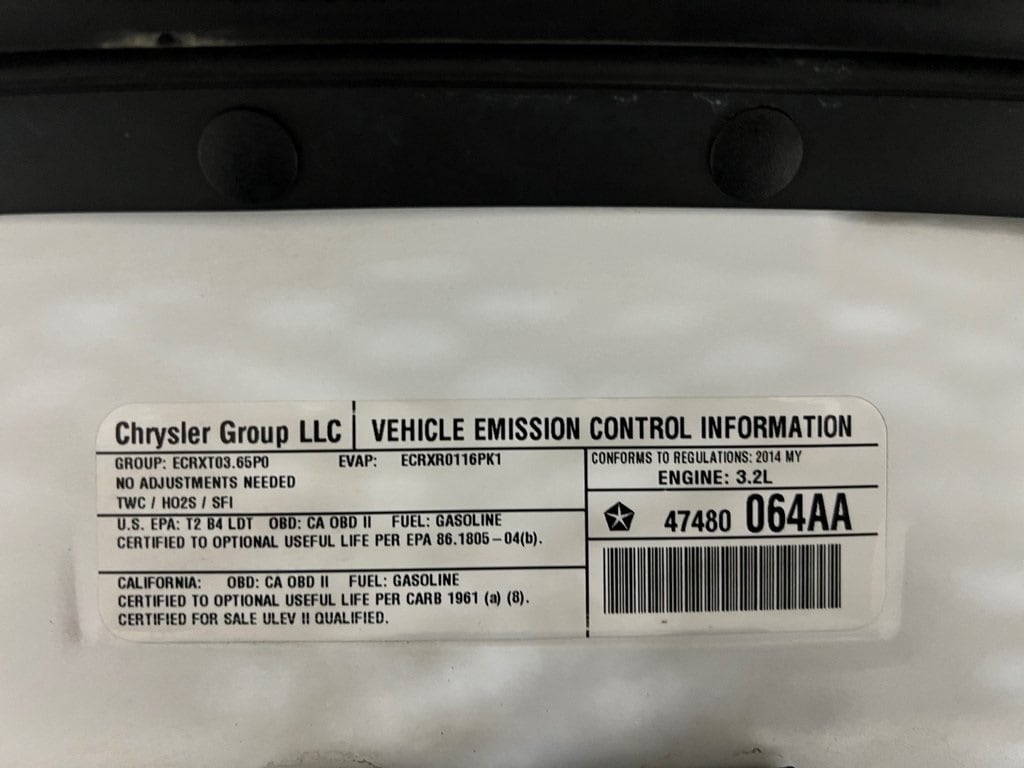 Chrysler Group LLC | VEHICLE EMISSION CONTROL INFORMATION
GROUP: ECRXT03.65P0 EVAP: ECRXR0116PK1
NO ADJUSTMENTS NEEDED
TWC / HO2S / SFI
U.S. EPA: T2 B4 LDT OBD: CA OBD II FUEL: GASOLINE
CERTIFIED TO OPTIONAL USEFUL LIFE PER EPA 86.1805-04(b).
CALIFORNIA: OBD: CA OBD II FUEL: GASOLINE
CERTIFIED TO OPTIONAL USEFUL LIFE PER CARB 1961 (a) (8).
CERTIFIED FOR SALE ULEV II QUALIFIED.
CONFORMS TO REGULATIONS: 2014 MY
ENGINE: 3.2L
47480 064AA